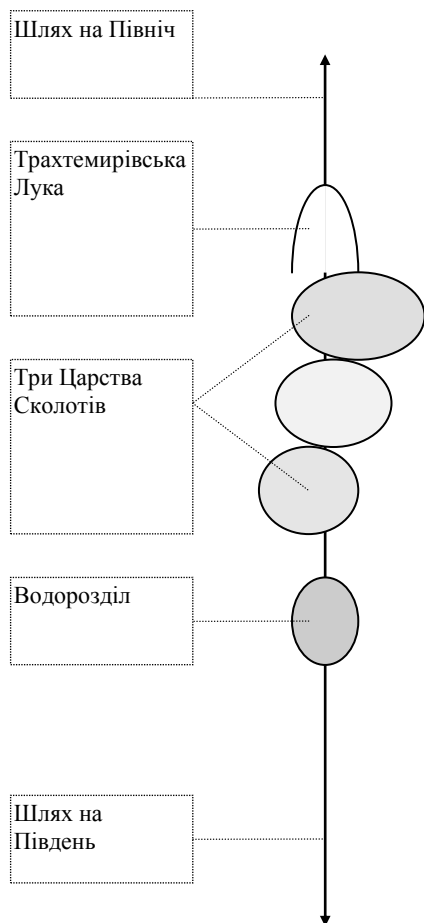 Шлях на Північ
Трахтемирівська
Лука
Три Царства
Сколотів
Водорозділ
Шлях на
Південь